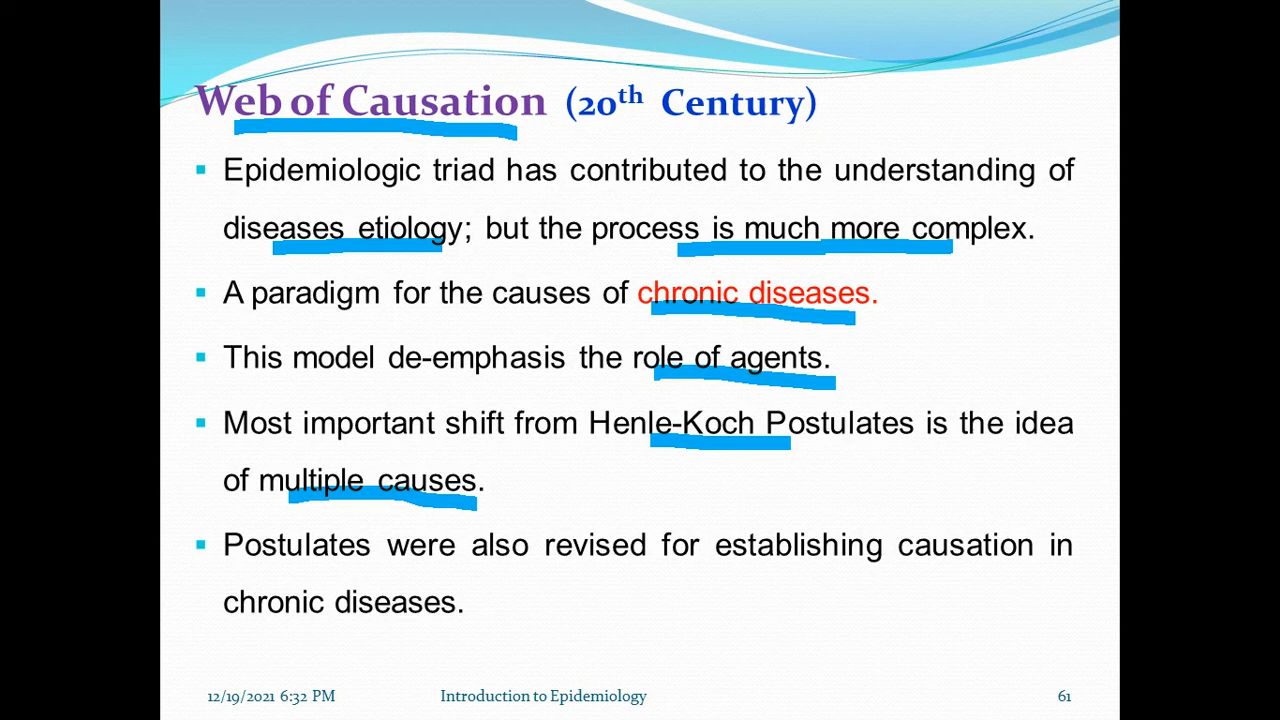 Web of Causation (20th Century)
▪ Epidemiologic triad has contributed to the understanding of
diseases etiology; but the process is much more complex.
▪ A paradigm for the causes of chronic diseases.
▪ This model de-emphasis the role of agents.
▪ Most important shift from Henle-Koch Postulates is the idea
of multiple causes.
▪ Postulates were also revised for establishing causation in
chronic diseases.
12/19/2021 6:32 PM Introduction to Epidemiology 61